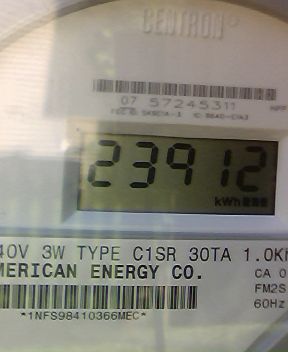 CENTRON®
07 57245311
23912
kWh
40V 3W TYPE C1SR 30TA 1.0K
MERICAN ENERGY CO.
CA 0
FM2S
60Hz
*1NFS98410366MEC*